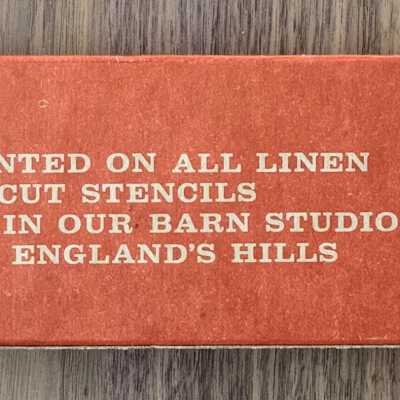 NTED ON ALL LINEN
CUT STENCILS
IN OUR BARN STUDIO
ENGLAND'S HILLS